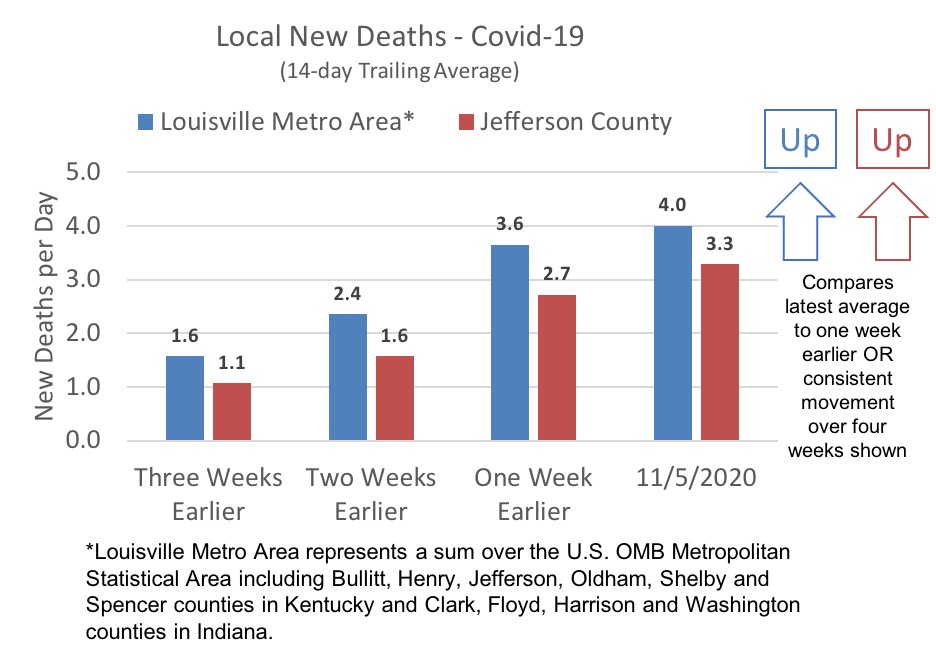 Local New Deaths - Covid-19
(14-day Trailing Average)
Louisville Metro Area* Jefferson County
Up Up
New Deaths per Day
5.0
4.0
3.0
2.0
1.0
0.0
1.6 1.1
2.4 1.6
3.6 2.7
4.0 3.3
Three Weeks
Earlier
Two Weeks
Earlier
One Week
Earlier
11/5/2020
Compares
latest average
to one week
earlier OR
consistent
movement
over four
weeks shown
*Louisville Metro Area represents a sum over the U.S. OMB Metropolitan
Statistical Area including Bullitt, Henry, Jefferson, Oldham, Shelby and
Spencer counties in Kentucky and Clark, Floyd, Harrison and Washington
counties in Indiana.